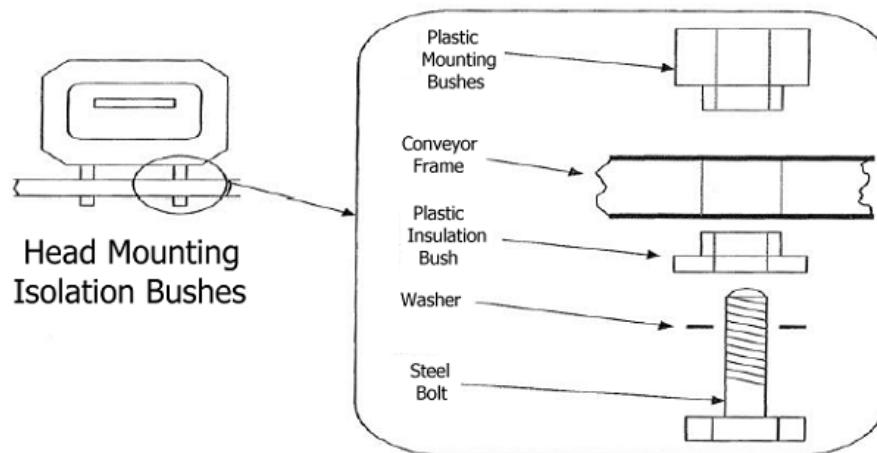 Head Mounting
Isolation Bushes
Plastic
Mounting
Bushes
Conveyor
Frame
Plastic
Insulation
Bush
Washer
Steel
Bolt